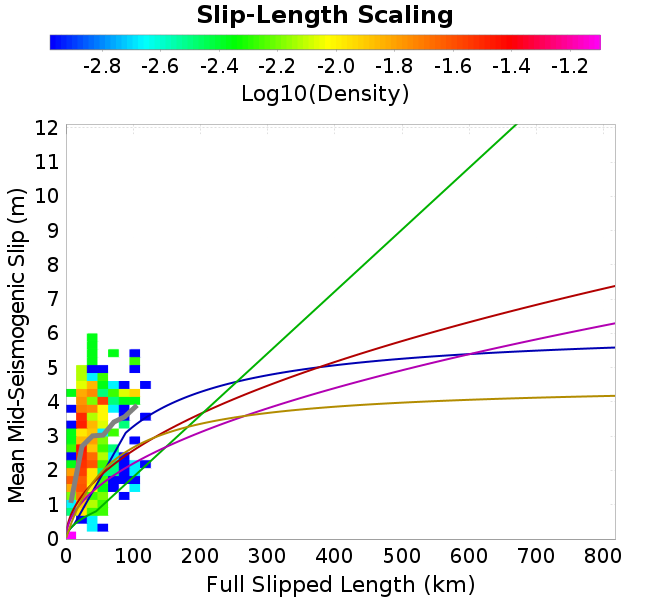 Slip-Length Scaling
-2.8 -2.6 -2.4 -2.2 -2.0 -1.8 -1.6 -1.4 -1.2
Log10(Density)
12
11
10
9
8
7
6
5
4
3
2
1
0
Mean Mid-Seismogenic Slip (m)
0 100 200 300 400 500 600 700 800
Full Slipped Length (km)